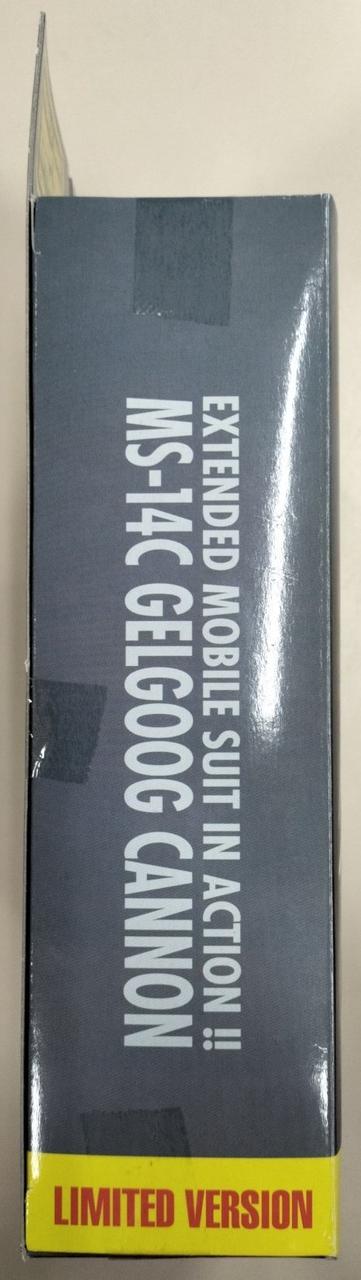 EXTENDED MOBILE SUIT IN ACTION !!
MS-14C GELGOOG CANNON
LIMITED VERSION